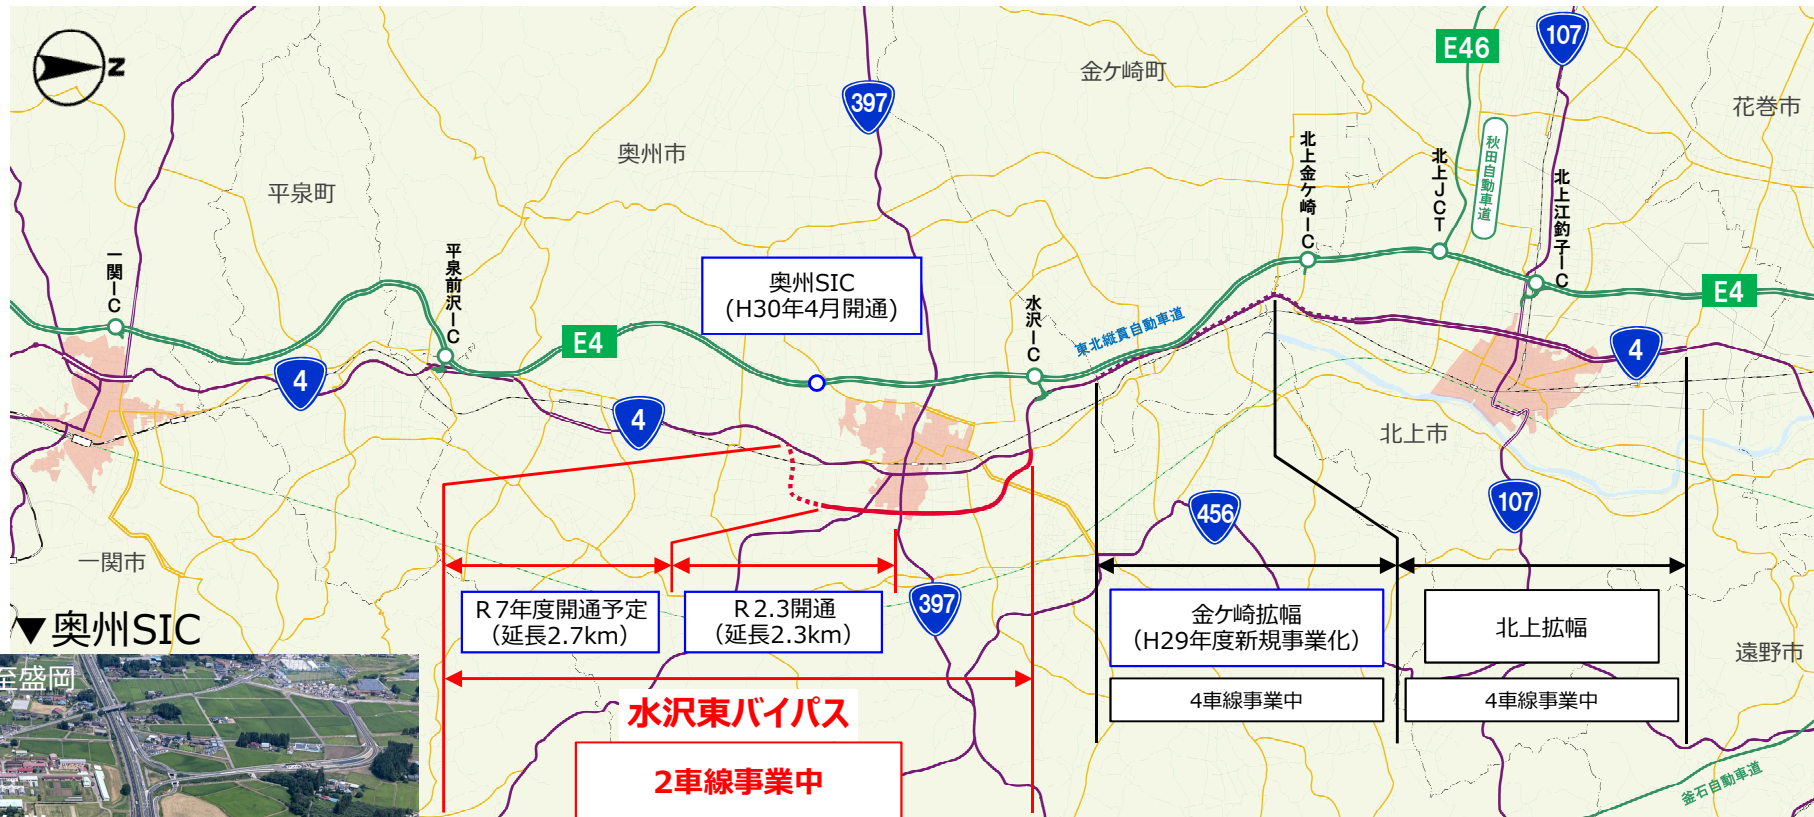 N
397
E46
107
金ケ崎町
花巻市
奥州市
平泉町
秋田自動車道
北上金ケ崎IC
北上JCT
北上江釣子IC
一関IC
平泉前沢IC
奥州SIC
(H30年4月開通)
水沢IC
東北縦貫自動車道
E4
E4
4
4
4
北上市
456
107
一関市
▼奥州SIC
至盛岡
R7年度開通予定
(延長2.7km)
R2.3開通
(延長2.3km)
397
金ケ崎拡幅
(H29年度新規事業化)
北上拡幅
遠野市
4車線事業中
4車線事業中
水沢東バイパス
2車線事業中
釜石自動車道